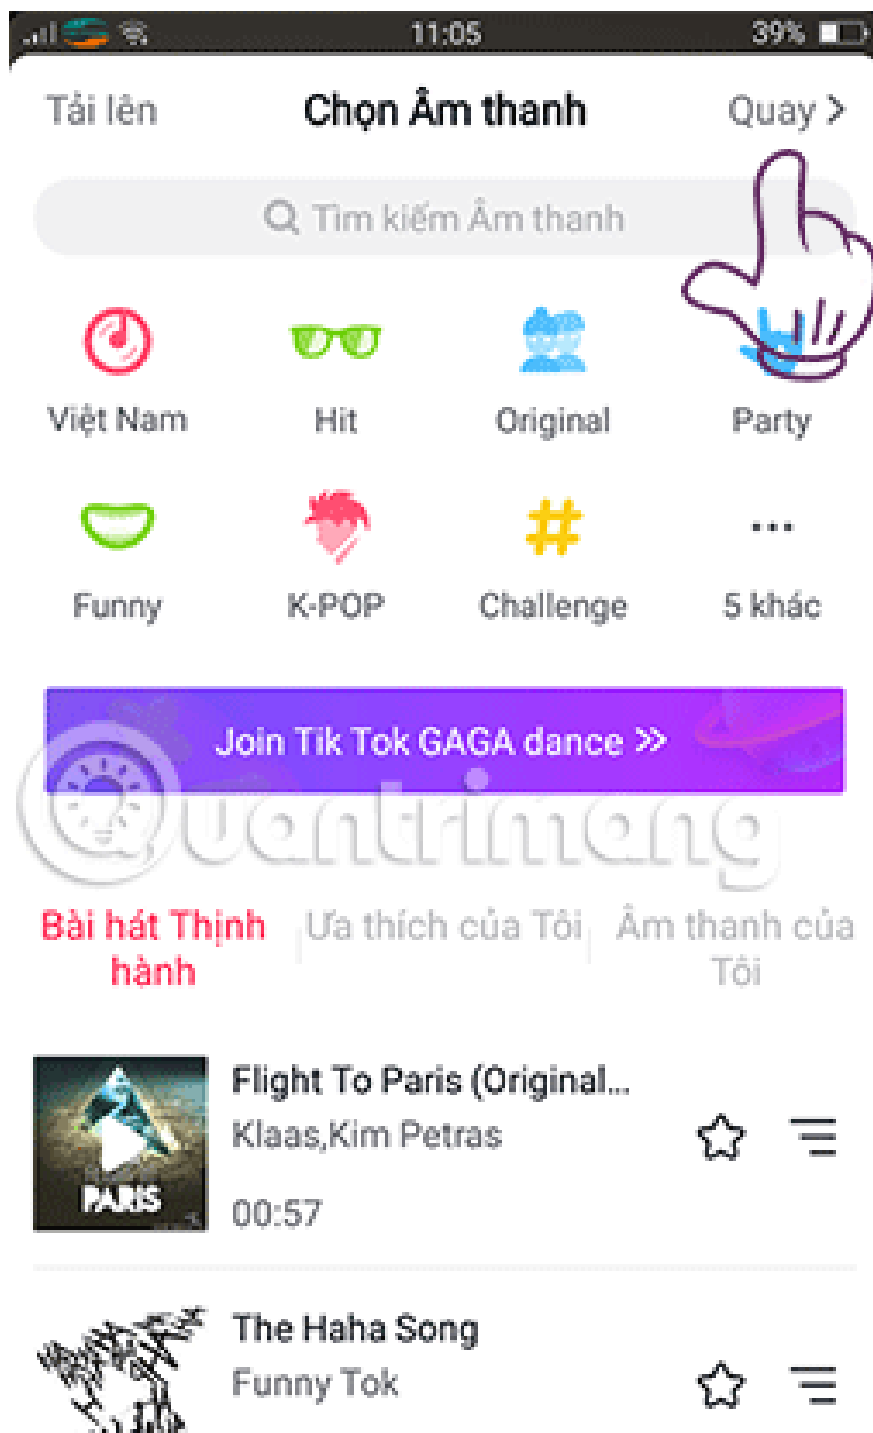 11:05 39%
Tải lên Chọn Âm thanh Quay >
Tìm kiếm Âm thanh
Việt Nam Hit Original Party
Funny K-POP Challenge 5 khác
Join Tik Tok GAGA dance »
Quantrimang
Bài hát Thịnh hành
Ưa thích của Tôi
Âm thanh của Tôi
Flight To Paris (Original...
Klaas,Kim Petras
PARIS
00:57
The Haha Song
Funny Tok